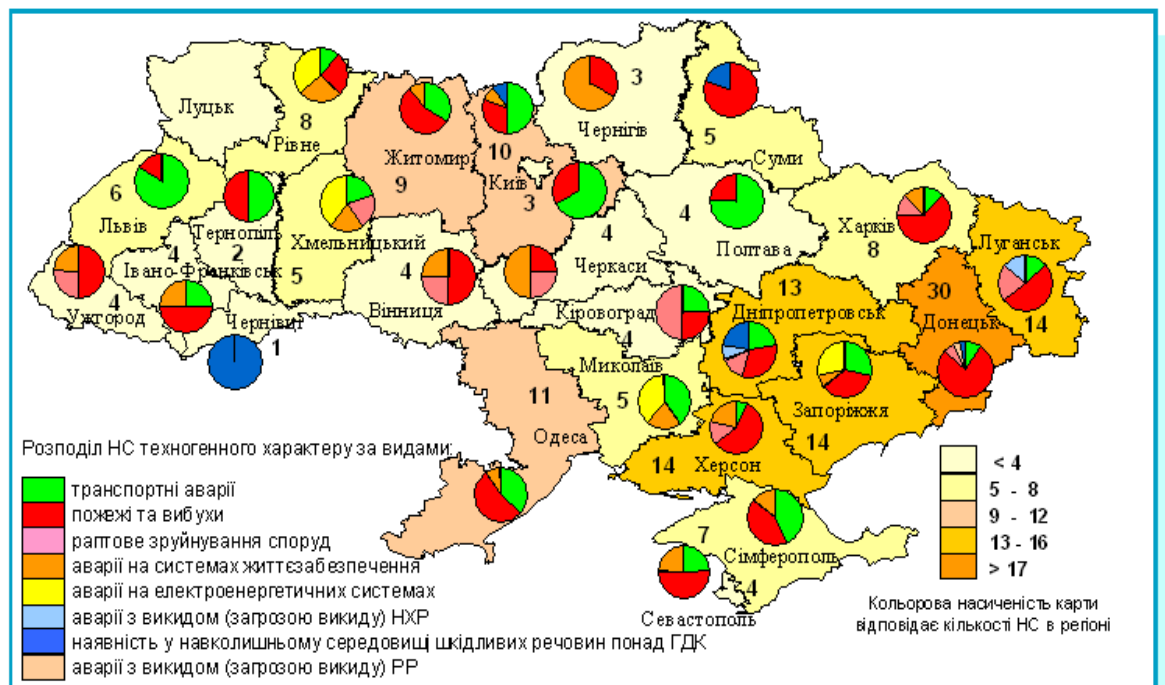 Луцьк
8
Рівне
Житомир
9
10
Київ
3
3
Чернігів
5
Суми
6
Львів
4
Тернопіль
2
Хмельницький
5
Івано-Франківськ
4
Ужгород
Чернівці
1
4
Вінниця
4
Черкаси
4
Полтава
Харків
8
Луганськ
14
30
Донецьк
13
Дніпропетровськ
Кіровоград
4
Миколаїв
5
Запоріжжя
14
11
Одеса
14
Херсон
7
Сімферополь
4
Севастополь
Розподіл НС техногенного характеру за видами:
транспортні аварії
пожежі та вибухи
раптове зруйнування споруд
аварії на системах життєзабезпечення
аварії на електроенергетичних системах
аварії з викидом (загрозою викиду) НХР
наявність у навколишньому середовищі шкідливих речовин понад ГДК
аварії з викидом (загрозою викиду) РР
< 4
5 - 8
9 - 12
13 - 16
> 17
Кольорова насиченість карти
відповідає кількості НС в регіоні